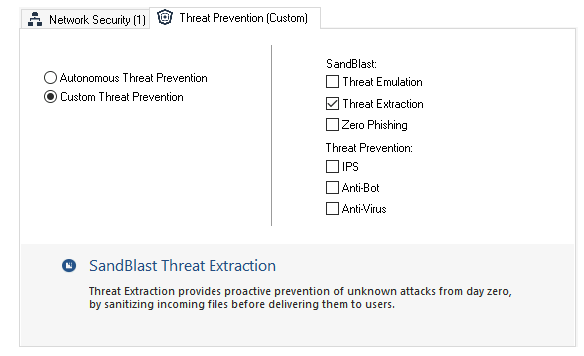 Network Security (1)
Threat Prevention (Custom)
Autonomous Threat Prevention
Custom Threat Prevention
SandBlast:
Threat Emulation
Threat Extraction
Zero Phishing
Threat Prevention:
IPS
Anti-Bot
Anti-Virus
SandBlast Threat Extraction
Threat Extraction provides proactive prevention of unknown attacks from day zero,
by sanitizing incoming files before delivering them to users.